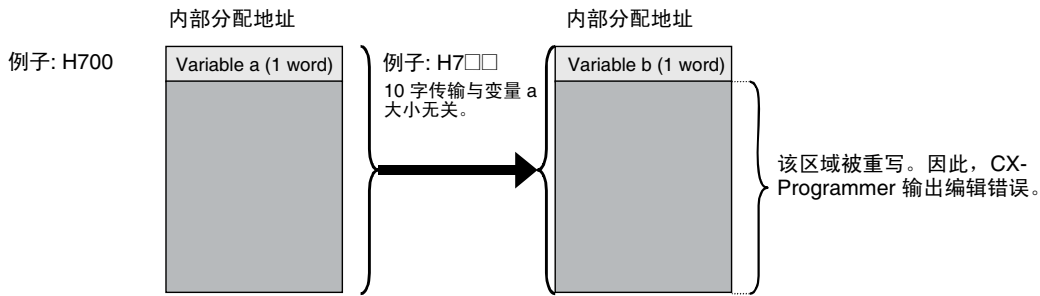 内部分配地址
内部分配地址
例子: H700
Variable a (1 word)
例子: H7□□
Variable b (1 word)
10 字传输与变量 a
大小无关。
该区域被重写。因此，CX-
Programmer 输出编辑错误。